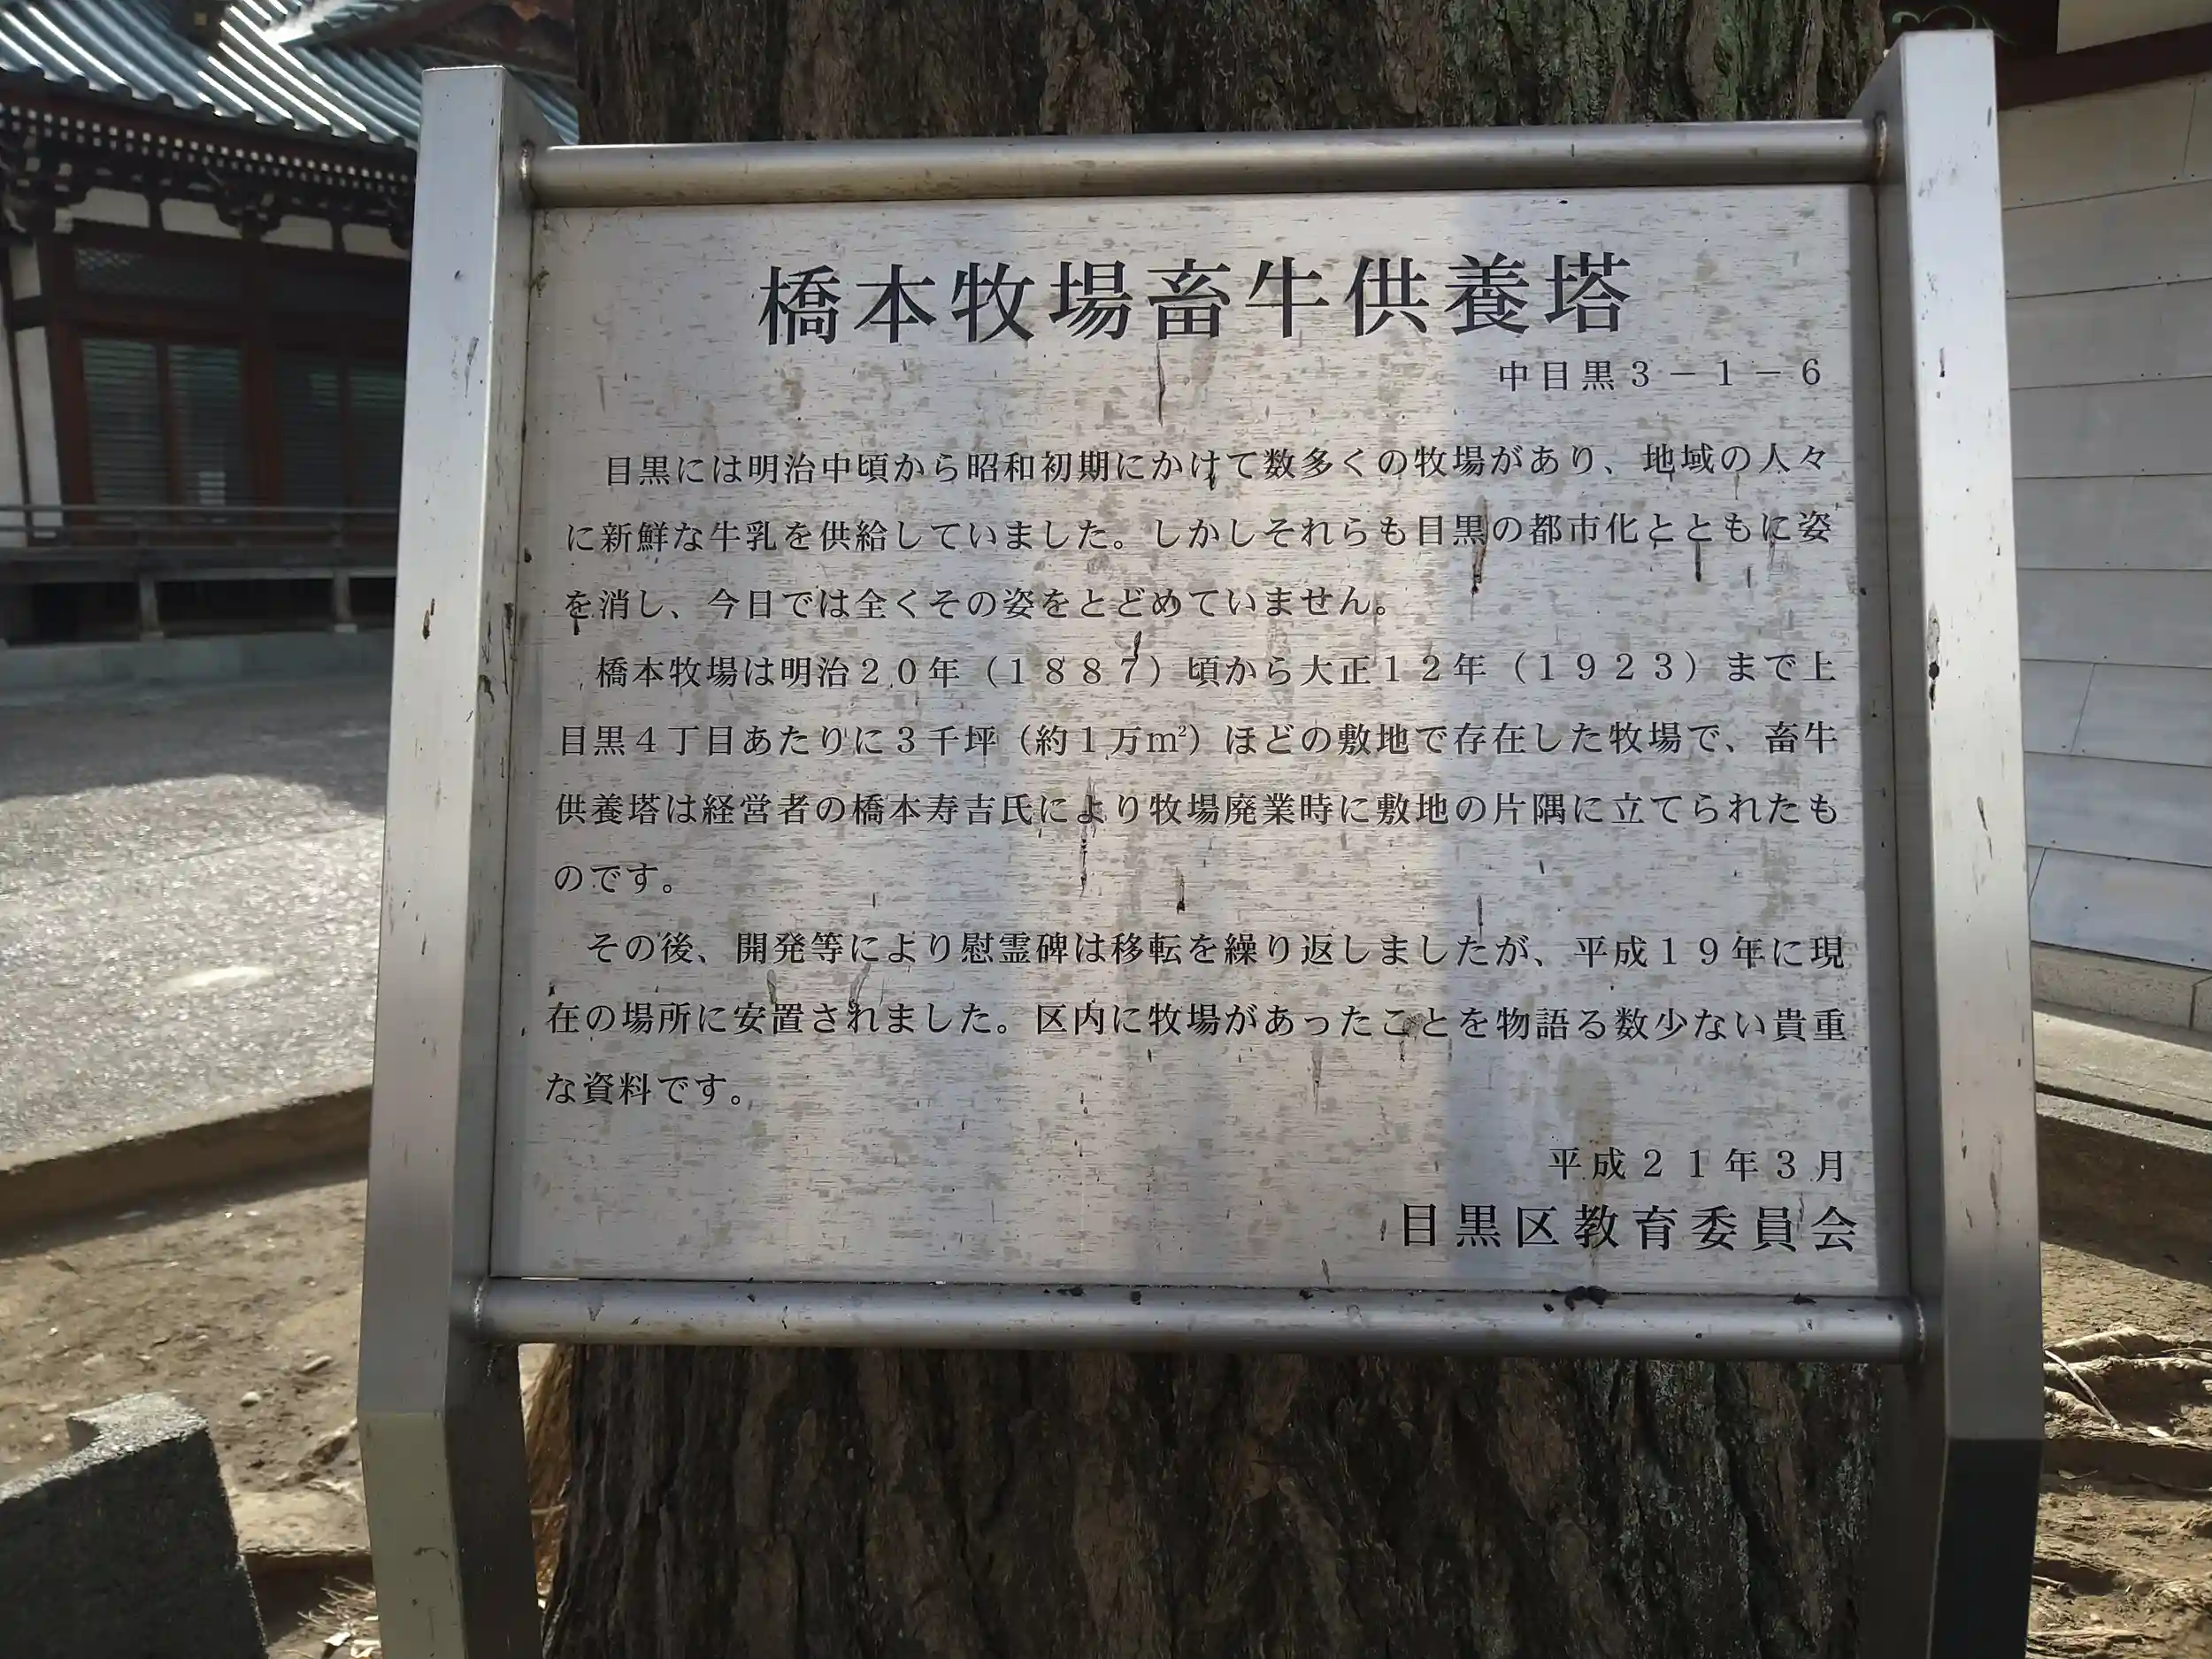 橋本牧場畜牛供養塔
中目黒３－１－６
目黒には明治中頃から昭和初期にかけて数多くの牧場があり、地域の人々
に新鮮な牛乳を供給していました。しかしそれらも目黒の都市化とともに姿
を消し、今日では全くその姿をとどめていません。
橋本牧場は明治２０年（１８８７）頃から大正１２年（１９２３）まで上
目黒４丁目あたりに３千坪（約１万㎡）ほどの敷地で存在した牧場で、畜牛
供養塔は経営者の橋本寿吉氏により牧場廃業時に敷地の片隅に立てられたも
のです。
その後、開発等により慰霊碑は移転を繰り返しましたが、平成１９年に現
在の場所に安置されました。区内に牧場があったことを物語る数少ない貴重
な資料です。
平成２１年３月
目黒区教育委員会